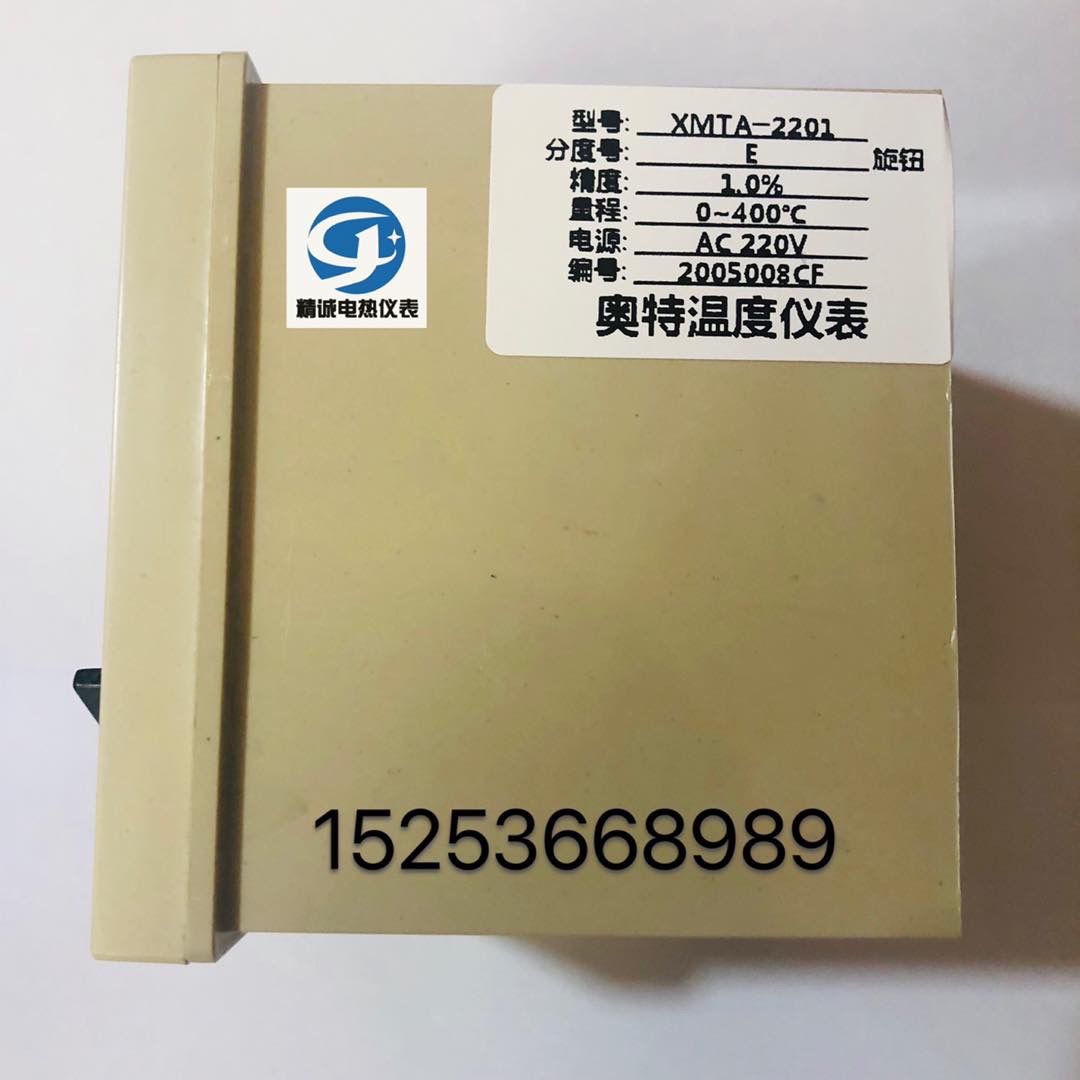 型号: XMTA-2201
分度号: E 旋钮
精度: 1.0%
量程: 0~400℃
电源: AC 220V
编号: 2005008CF
奥特温度仪表
精诚电热仪表
15253668989